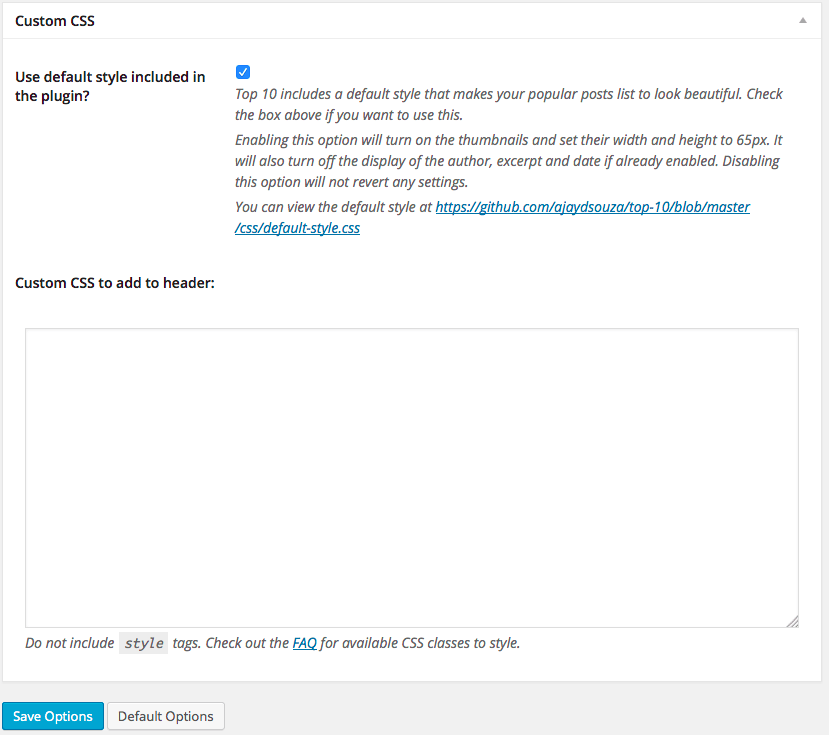 Custom CSS
Use default style included in
the plugin?
Top 10 includes a default style that makes your popular posts list to look beautiful. Check
the box above if you want to use this.
Enabling this option will turn on the thumbnails and set their width and height to 65px. It
will also turn off the display of the author, excerpt and date if already enabled. Disabling
this option will not revert any settings.
You can view the default style at https://github.com/ajaydsouza/top-10/blob/master
/css/default-style.css
Custom CSS to add to header:
Do not include style tags. Check out the FAQ for available CSS classes to style.
Save Options Default Options